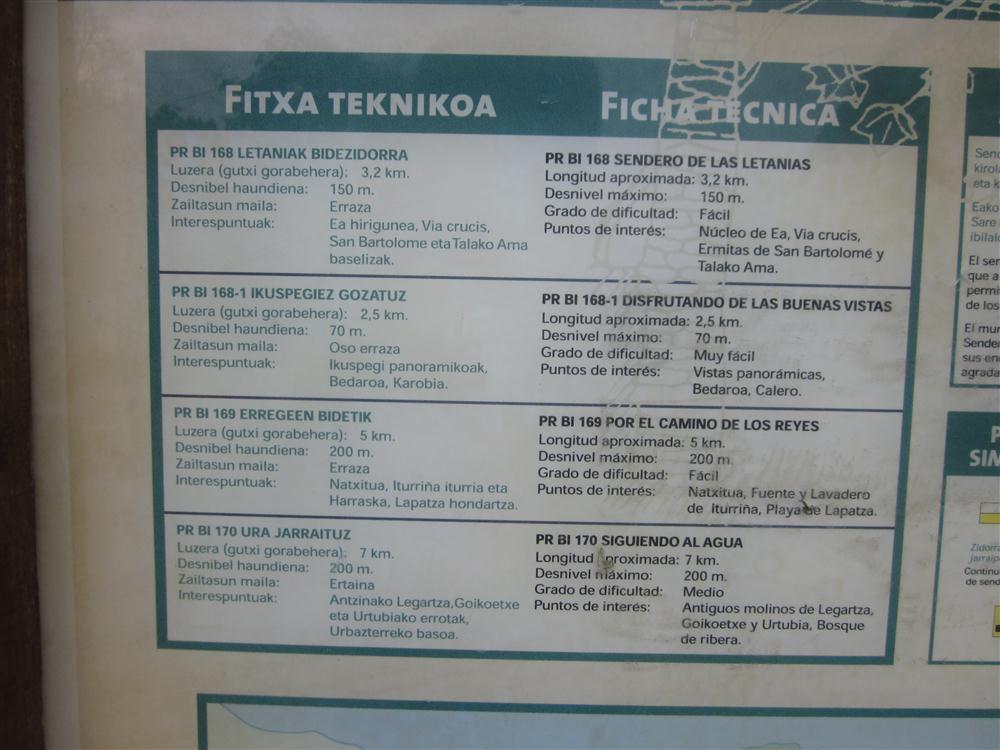 FITXA TEKNIKOA
PR BI 168 LETANIAK BIDEZIDORRA
Luzera (gutxi gorabehera): 3,2 km.
Desnibel haundiena: 150 m.
Zailtasun maila: Erraza
Interespuntuak: Ea hirigunea, Via crucis,
San Bartolome eta Talako Ama
baselizak.
PR BI 168-1 IKUSPEGIEZ GOZATUZ
Luzera (gutxi gorabehera): 2,5 km.
Desnibel haundiena: 70 m.
Zailtasun maila: Oso erraza
Interespuntuak: Ikuspegi panoramikoak,
Bedaroa, Karobia.
PR BI 169 ERREGEEN BIDETIK
Luzera (gutxi gorabehera): 5 km.
Desnibel haundiena: 200 m.
Zailtasun maila: Erraza
Interespuntuak: Natxitua, Iturriña iturria eta
Harraska, Lapatza hondartza.
PR BI 170 URA JARRAITUZ
Luzera (gutxi gorabehera): 7 km.
Desnibel haundiena: 200 m.
Zailtasun maila: Ertaina
Interespuntuak: Antzinako Legartza,Goikoetxe
eta Urtubiako errotak,
Urbazterreko basoa.
FICHA TÉCNICA
PR BI 168 SENDERO DE LAS LETANIAS
Longitud aproximada: 3,2 km.
Desnivel máximo: 150 m.
Grado de dificultad: Fácil
Puntos de interés: Núcleo de Ea, Via crucis,
Ermitas de San Bartolomé y
Talako Ama.
PR BI 168-1 DISFRUTANDO DE LAS BUENAS VISTAS
Longitud aproximada: 2,5 km.
Desnivel máximo: 70 m.
Grado de dificultad: Muy fácil
Puntos de interés: Vistas panorámicas,
Bedaroa, Calero.
PR BI 169 POR EL CAMINO DE LOS REYES
Longitud aproximada: 5 km.
Desnivel máximo: 200 m.
Grado de dificultad: Fácil
Puntos de interés: Natxitua, Fuente y Lavadero
de Iturriña, Playa de Lapatza.
PR BI 170 SIGUIENDO AL AGUA
Longitud aproximada: 7 km.
Desnivel máximo: 200 m.
Grado de dificultad: Medio
Puntos de interés: Antiguos molinos de Legartza,
Goikoetxe y Urtubia, Bosque
de ribera.
eta
Eako
Sare
El
que a
de los
El
sus
de